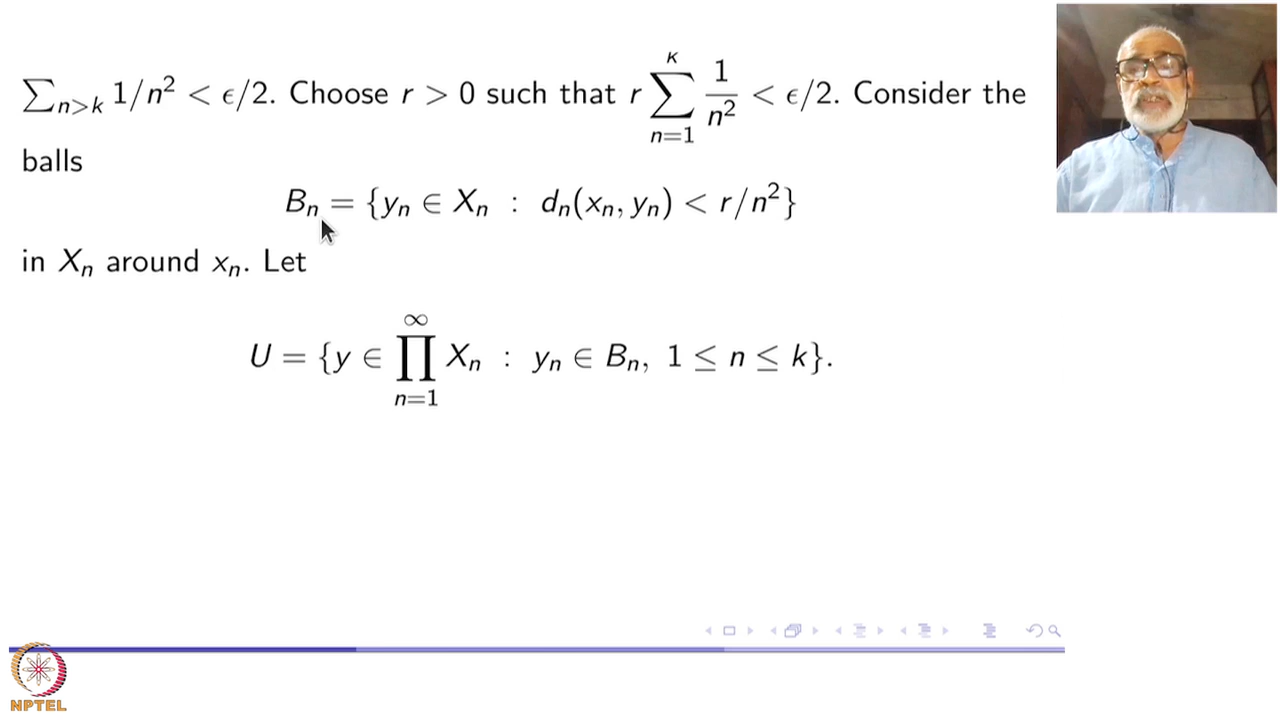 ∑_{n>k} 1/n² < ϵ/2. Choose r > 0 such that r ∑_{n=1}^{K} 1/n² < ϵ/2. Consider the
balls
B_n = {y_n ∈ X_n : d_n(x_n, y_n) < r/n²}
in X_n around x_n. Let
U = {y ∈ ∏_{n=1}^{∞} X_n : y_n ∈ B_n, 1 ≤ n ≤ k}.
NPTEL